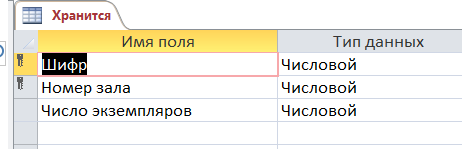 Хранится
Имя поля Тип данных
Шифр Числовой
Номер зала Числовой
Число экземпляров Числовой